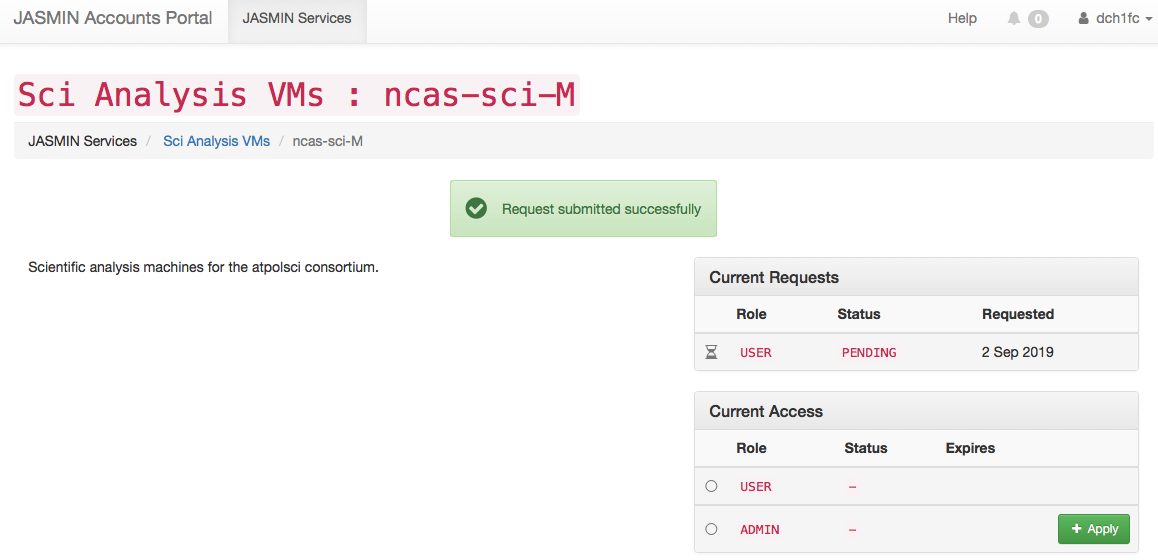 JASMIN Accounts Portal JASMIN Services Help 0 dch1fc
Sci Analysis VMs : ncas-sci-M
JASMIN Services / Sci Analysis VMs / ncas-sci-M
Request submitted successfully
Scientific analysis machines for the atpolsci consortium.
Current Requests
Role Status Requested
USER PENDING 2 Sep 2019
Current Access
Role Status Expires
USER –
ADMIN – + Apply